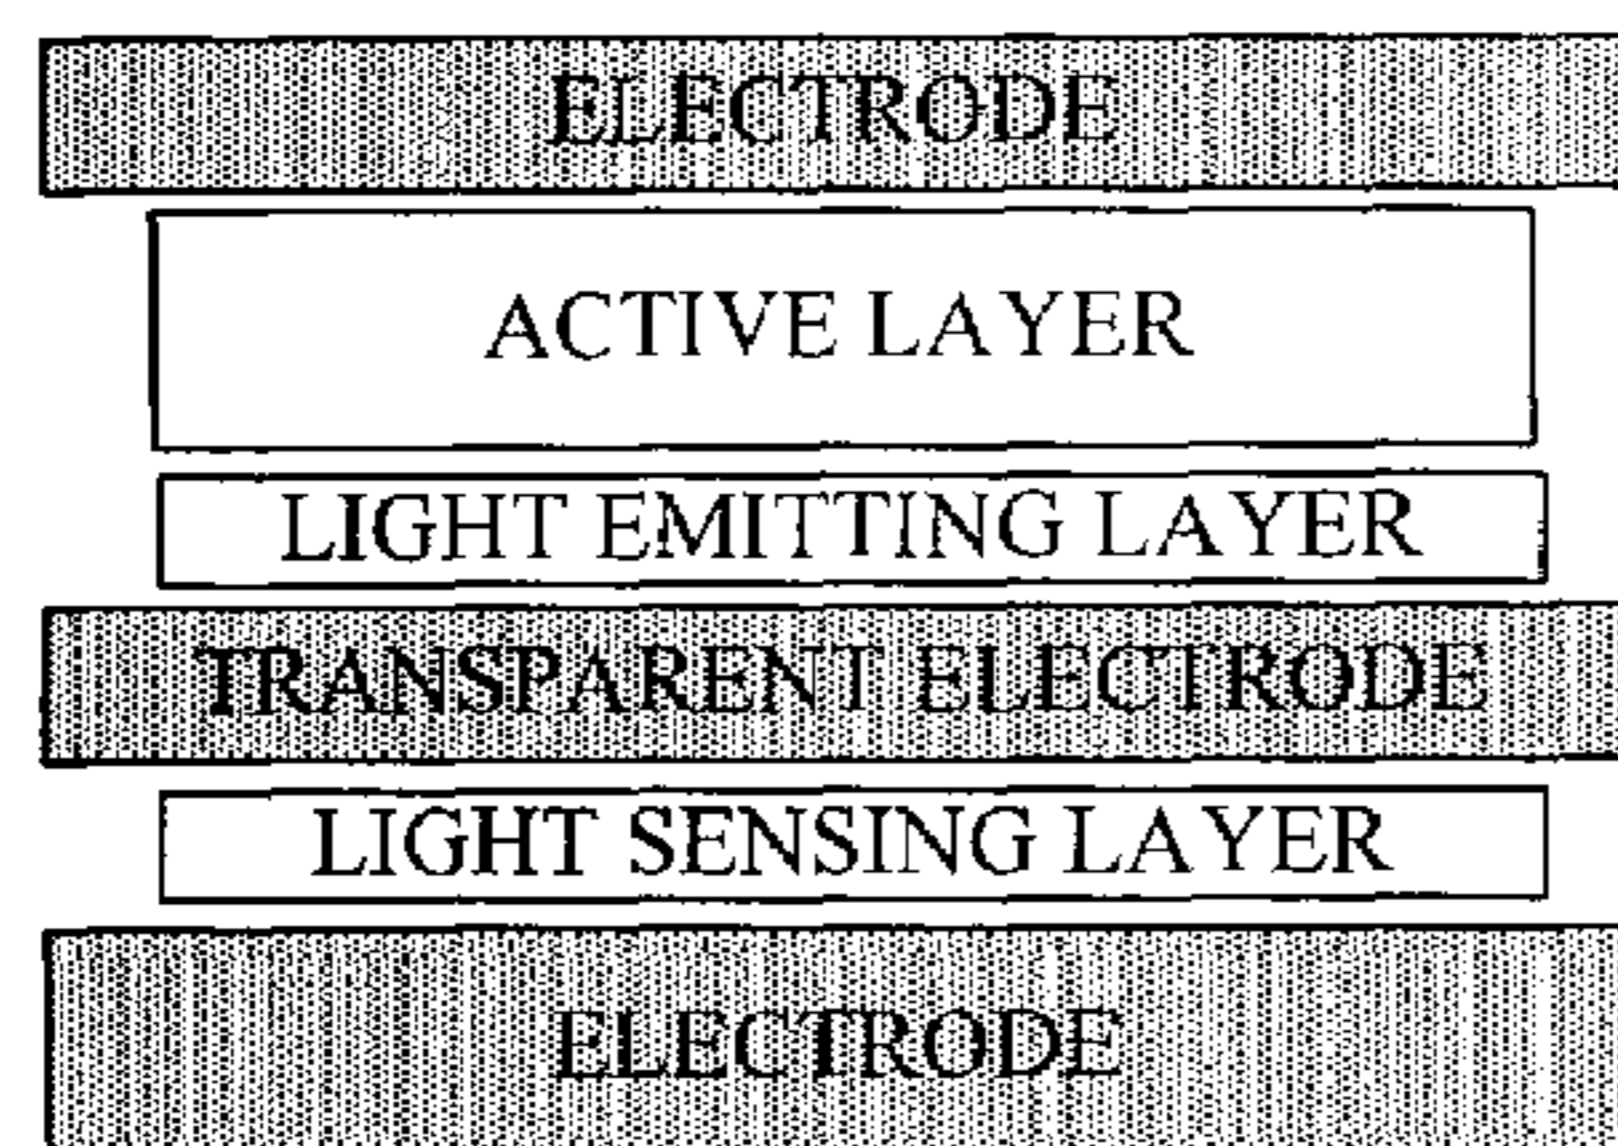 ELECTRODE
ACTIVE LAYER
LIGHT EMITTING LAYER
TRANSPARENT ELECTRODE
LIGHT SENSING LAYER
ELECTRODE